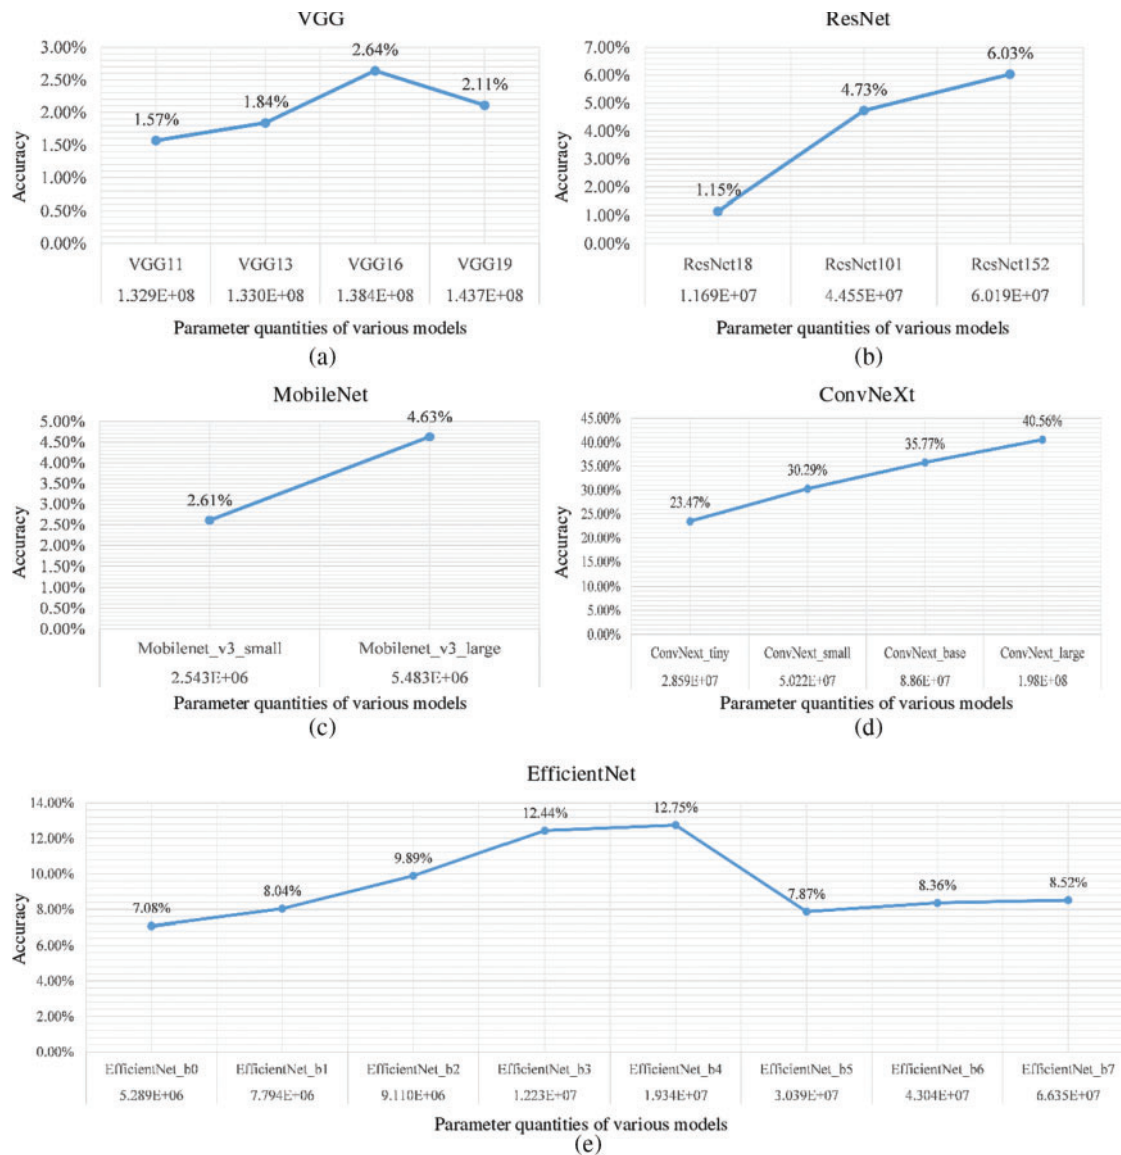 VGG
3.00%
2.50%
2.00%
1.50%
1.00%
0.50%
0.00%
Accuracy
1.57%
1.84%
2.64%
2.11%
VGG11 VGG13 VGG16 VGG19
1.329E+08 1.330E+08 1.384E+08 1.437E+08
Parameter quantities of various models
(a)
ResNet
7.00%
6.00%
5.00%
4.00%
3.00%
2.00%
1.00%
0.00%
Accuracy
1.15%
4.73%
6.03%
ResNet18 ResNet101 ResNet152
1.169E+07 4.455E+07 6.019E+07
Parameter quantities of various models
(b)
MobileNet
5.00%
4.50%
4.00%
3.50%
3.00%
2.50%
2.00%
1.50%
1.00%
0.50%
0.00%
Accuracy
2.61%
4.63%
Mobilenet_v3_small Mobilenet_v3_large
2.543E+06 5.483E+06
Parameter quantities of various models
(c)
ConvNeXt
45.00%
40.00%
35.00%
30.00%
25.00%
20.00%
15.00%
10.00%
5.00%
0.00%
Accuracy
23.47%
30.29%
35.77%
40.56%
ConvNext_tiny ConvNext_small ConvNext_base ConvNext_large
2.859E+07 5.022E+07 8.86E+07 1.98E+08
Parameter quantities of various models
(d)
EfficientNet
14.00%
12.00%
10.00%
8.00%
6.00%
4.00%
2.00%
0.00%
Accuracy
7.08%
8.04%
9.89%
12.44%
12.75%
7.87%
8.36%
8.52%
EfficientNet_b0 EfficientNet_b1 EfficientNet_b2 EfficientNet_b3 EfficientNet_b4 EfficientNet_b5 EfficientNet_b6 EfficientNet_b7
5.289E+06 7.794E+06 9.110E+06 1.223E+07 1.934E+07 3.039E+07 4.304E+07 6.635E+07
Parameter quantities of various models
(e)